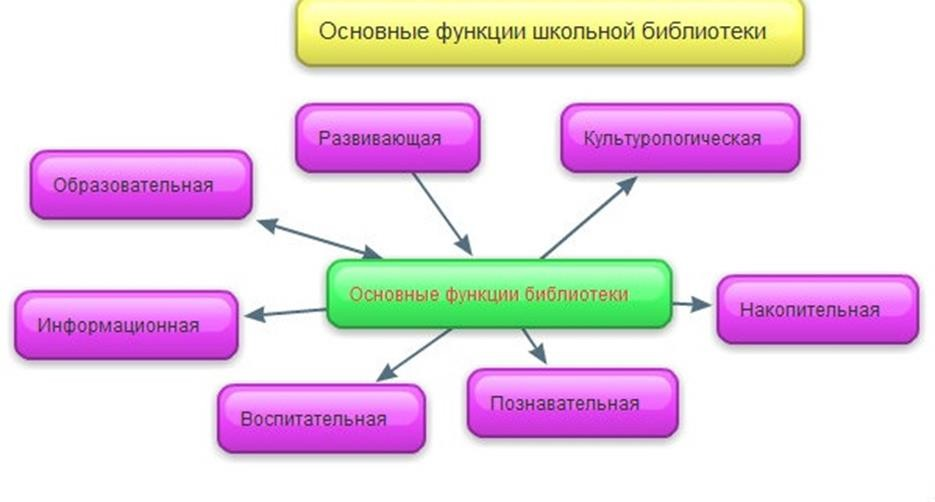 Основные функции школьной библиотеки
Развивающая
Культурологическая
Образовательная
Основные функции библиотеки
Накопительная
Информационная
Познавательная
Воспитательная